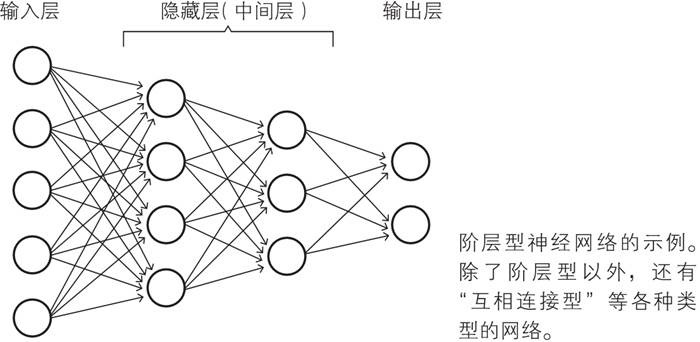 输入层
隐藏层(中间层)
输出层
阶层型神经网络的示例。
除了阶层型以外，还有
“互相连接型”等各种类
型的网络。